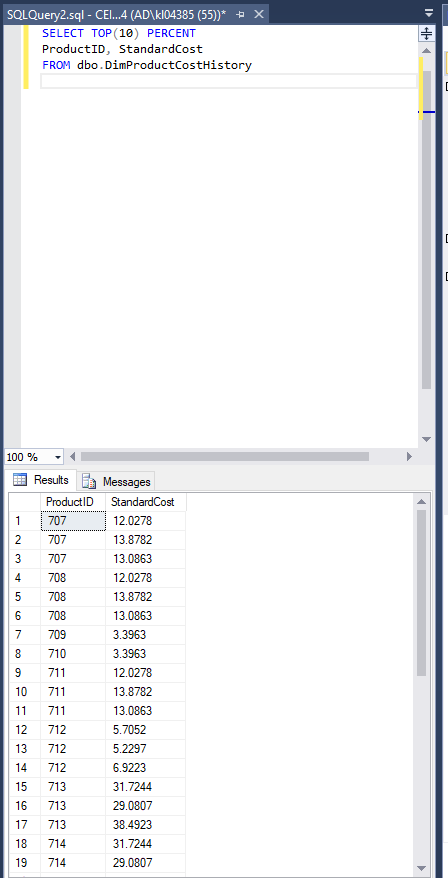 SQLQuery2.sql - CEI...4 (AD\kl04385 (55))*
SELECT TOP(10) PERCENT
ProductID, StandardCost
FROM dbo.DimProductCostHistory
100 %
Results Messages
ProductID StandardCost
1 707 12.0278
2 707 13.8782
3 707 13.0863
4 708 12.0278
5 708 13.8782
6 708 13.0863
7 709 3.3963
8 710 3.3963
9 711 12.0278
10 711 13.8782
11 711 13.0863
12 712 5.7052
13 712 5.2297
14 712 6.9223
15 713 31.7244
16 713 29.0807
17 713 38.4923
18 714 31.7244
19 714 29.0807